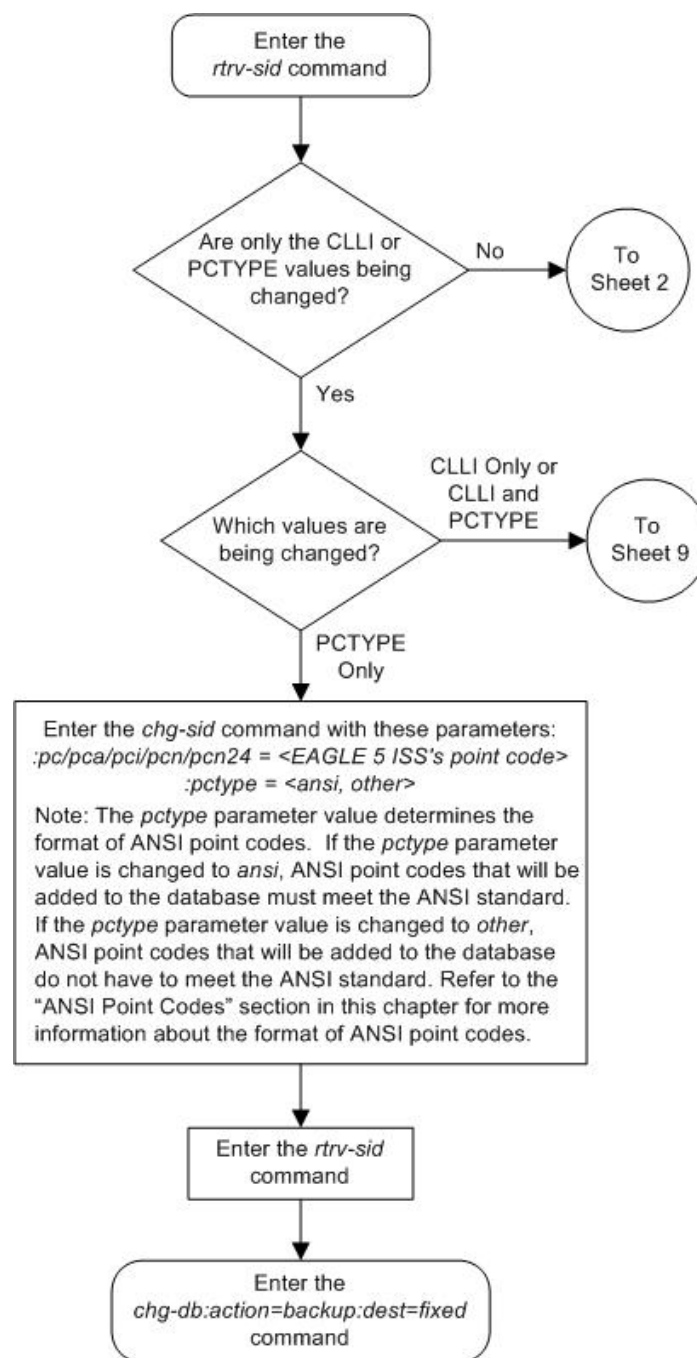 Enter the
rtrv-sid command
Are only the CLLI or
PCTYPE values being
changed?
No
To
Sheet 2
Yes
CLLI Only or
CLLI and
PCTYPE
Which values are
being changed?
To
Sheet 9
PCTYPE
Only
Enter the chg-sid command with these parameters:
:pc/pca/pci/pcn/pcn24 = <EAGLE 5 ISS's point code>
:pctype = <ansi, other>
Note: The pctype parameter value determines the
format of ANSI point codes. If the pctype parameter
value is changed to ansi, ANSI point codes that will be
added to the database must meet the ANSI standard.
If the pctype parameter value is changed to other,
ANSI point codes that will be added to the database
do not have to meet the ANSI standard. Refer to the
“ANSI Point Codes” section in this chapter for more
information about the format of ANSI point codes.
Enter the rtrv-sid
command
Enter the
chg-db:action=backup:dest=fixed
command